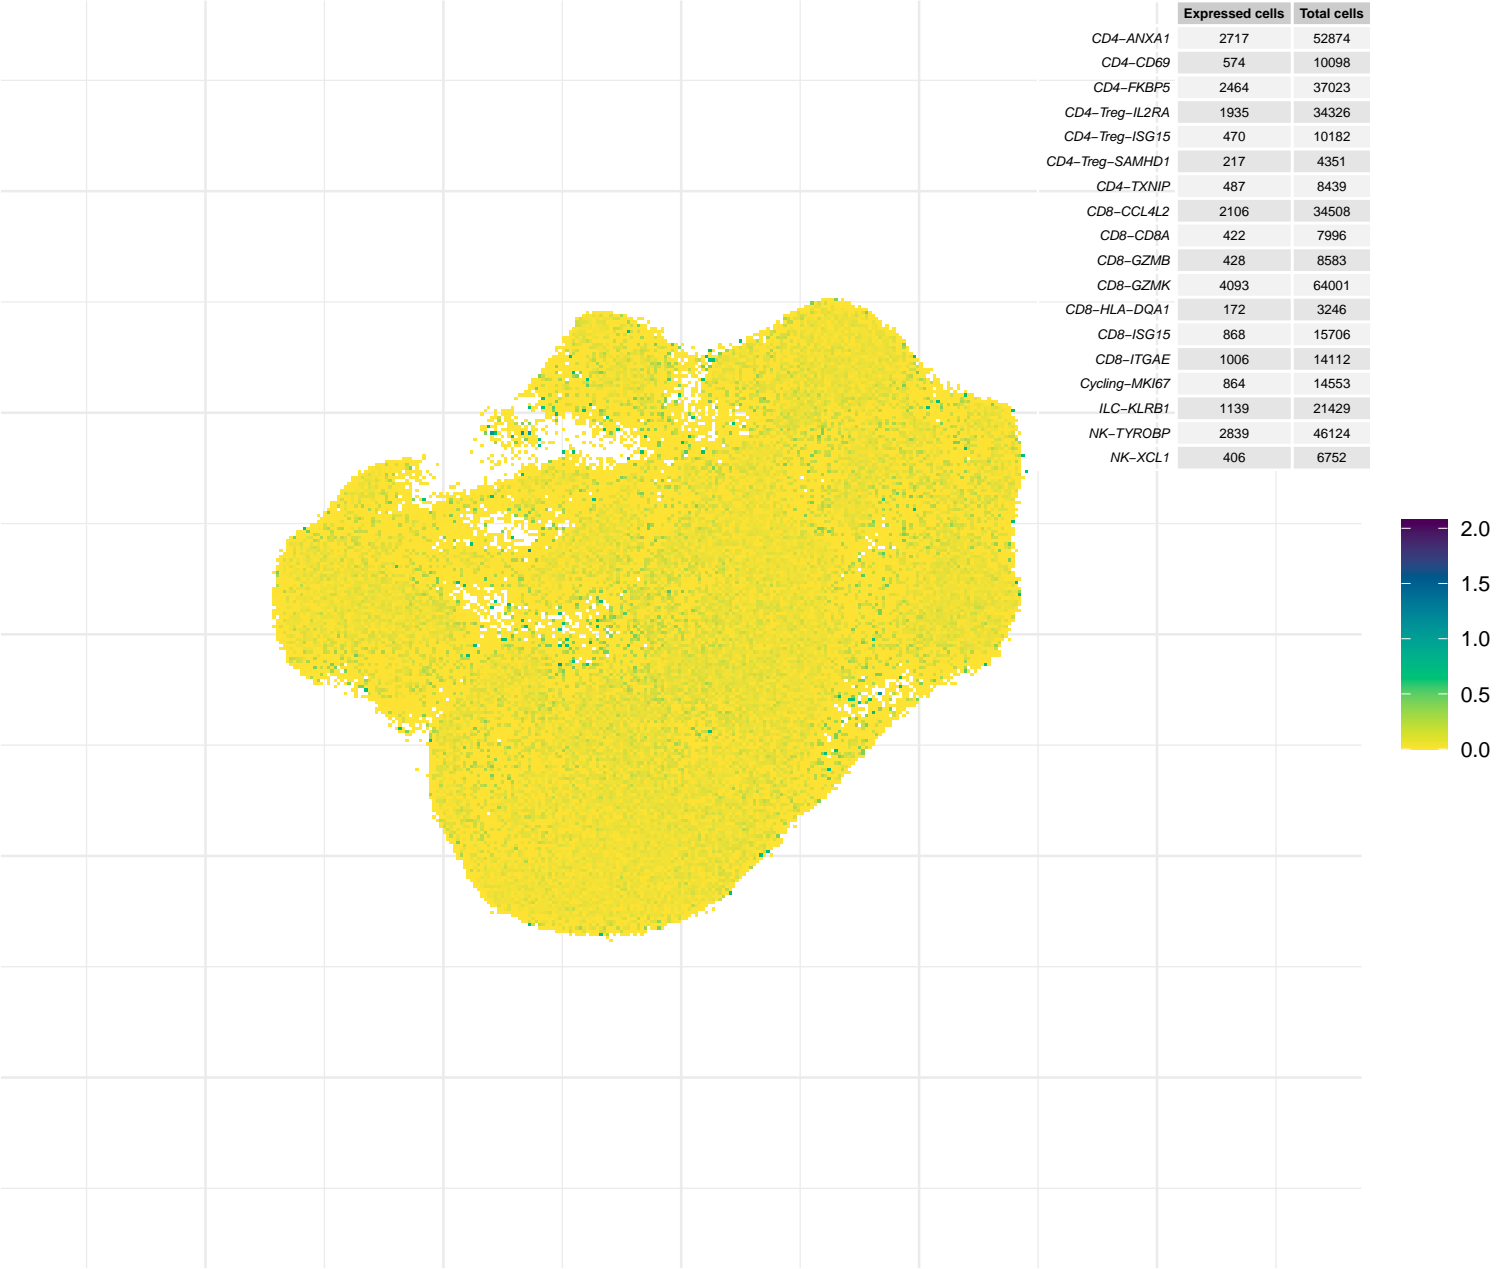 Expressed cells Total cells
CD4−ANXA1 2717 52874
CD4−CD69 574 10098
CD4−FKBP5 2464 37023
CD4−Treg−IL2RA 1935 34326
CD4−Treg−ISG15 470 10182
CD4−Treg−SAMHD1 217 4351
CD4−TXNIP 487 8439
CD8−CCL4L2 2106 34508
CD8−CD8A 422 7996
CD8−GZMB 428 8583
CD8−GZMK 4093 64001
CD8−HLA−DQA1 172 3246
CD8−ISG15 868 15706
CD8−ITGAE 1006 14112
Cycling−MKI67 864 14553
ILC−KLRB1 1139 21429
NK−TYROBP 2839 46124
NK−XCL1 406 6752
2.0
1.5
1.0
0.5
0.0